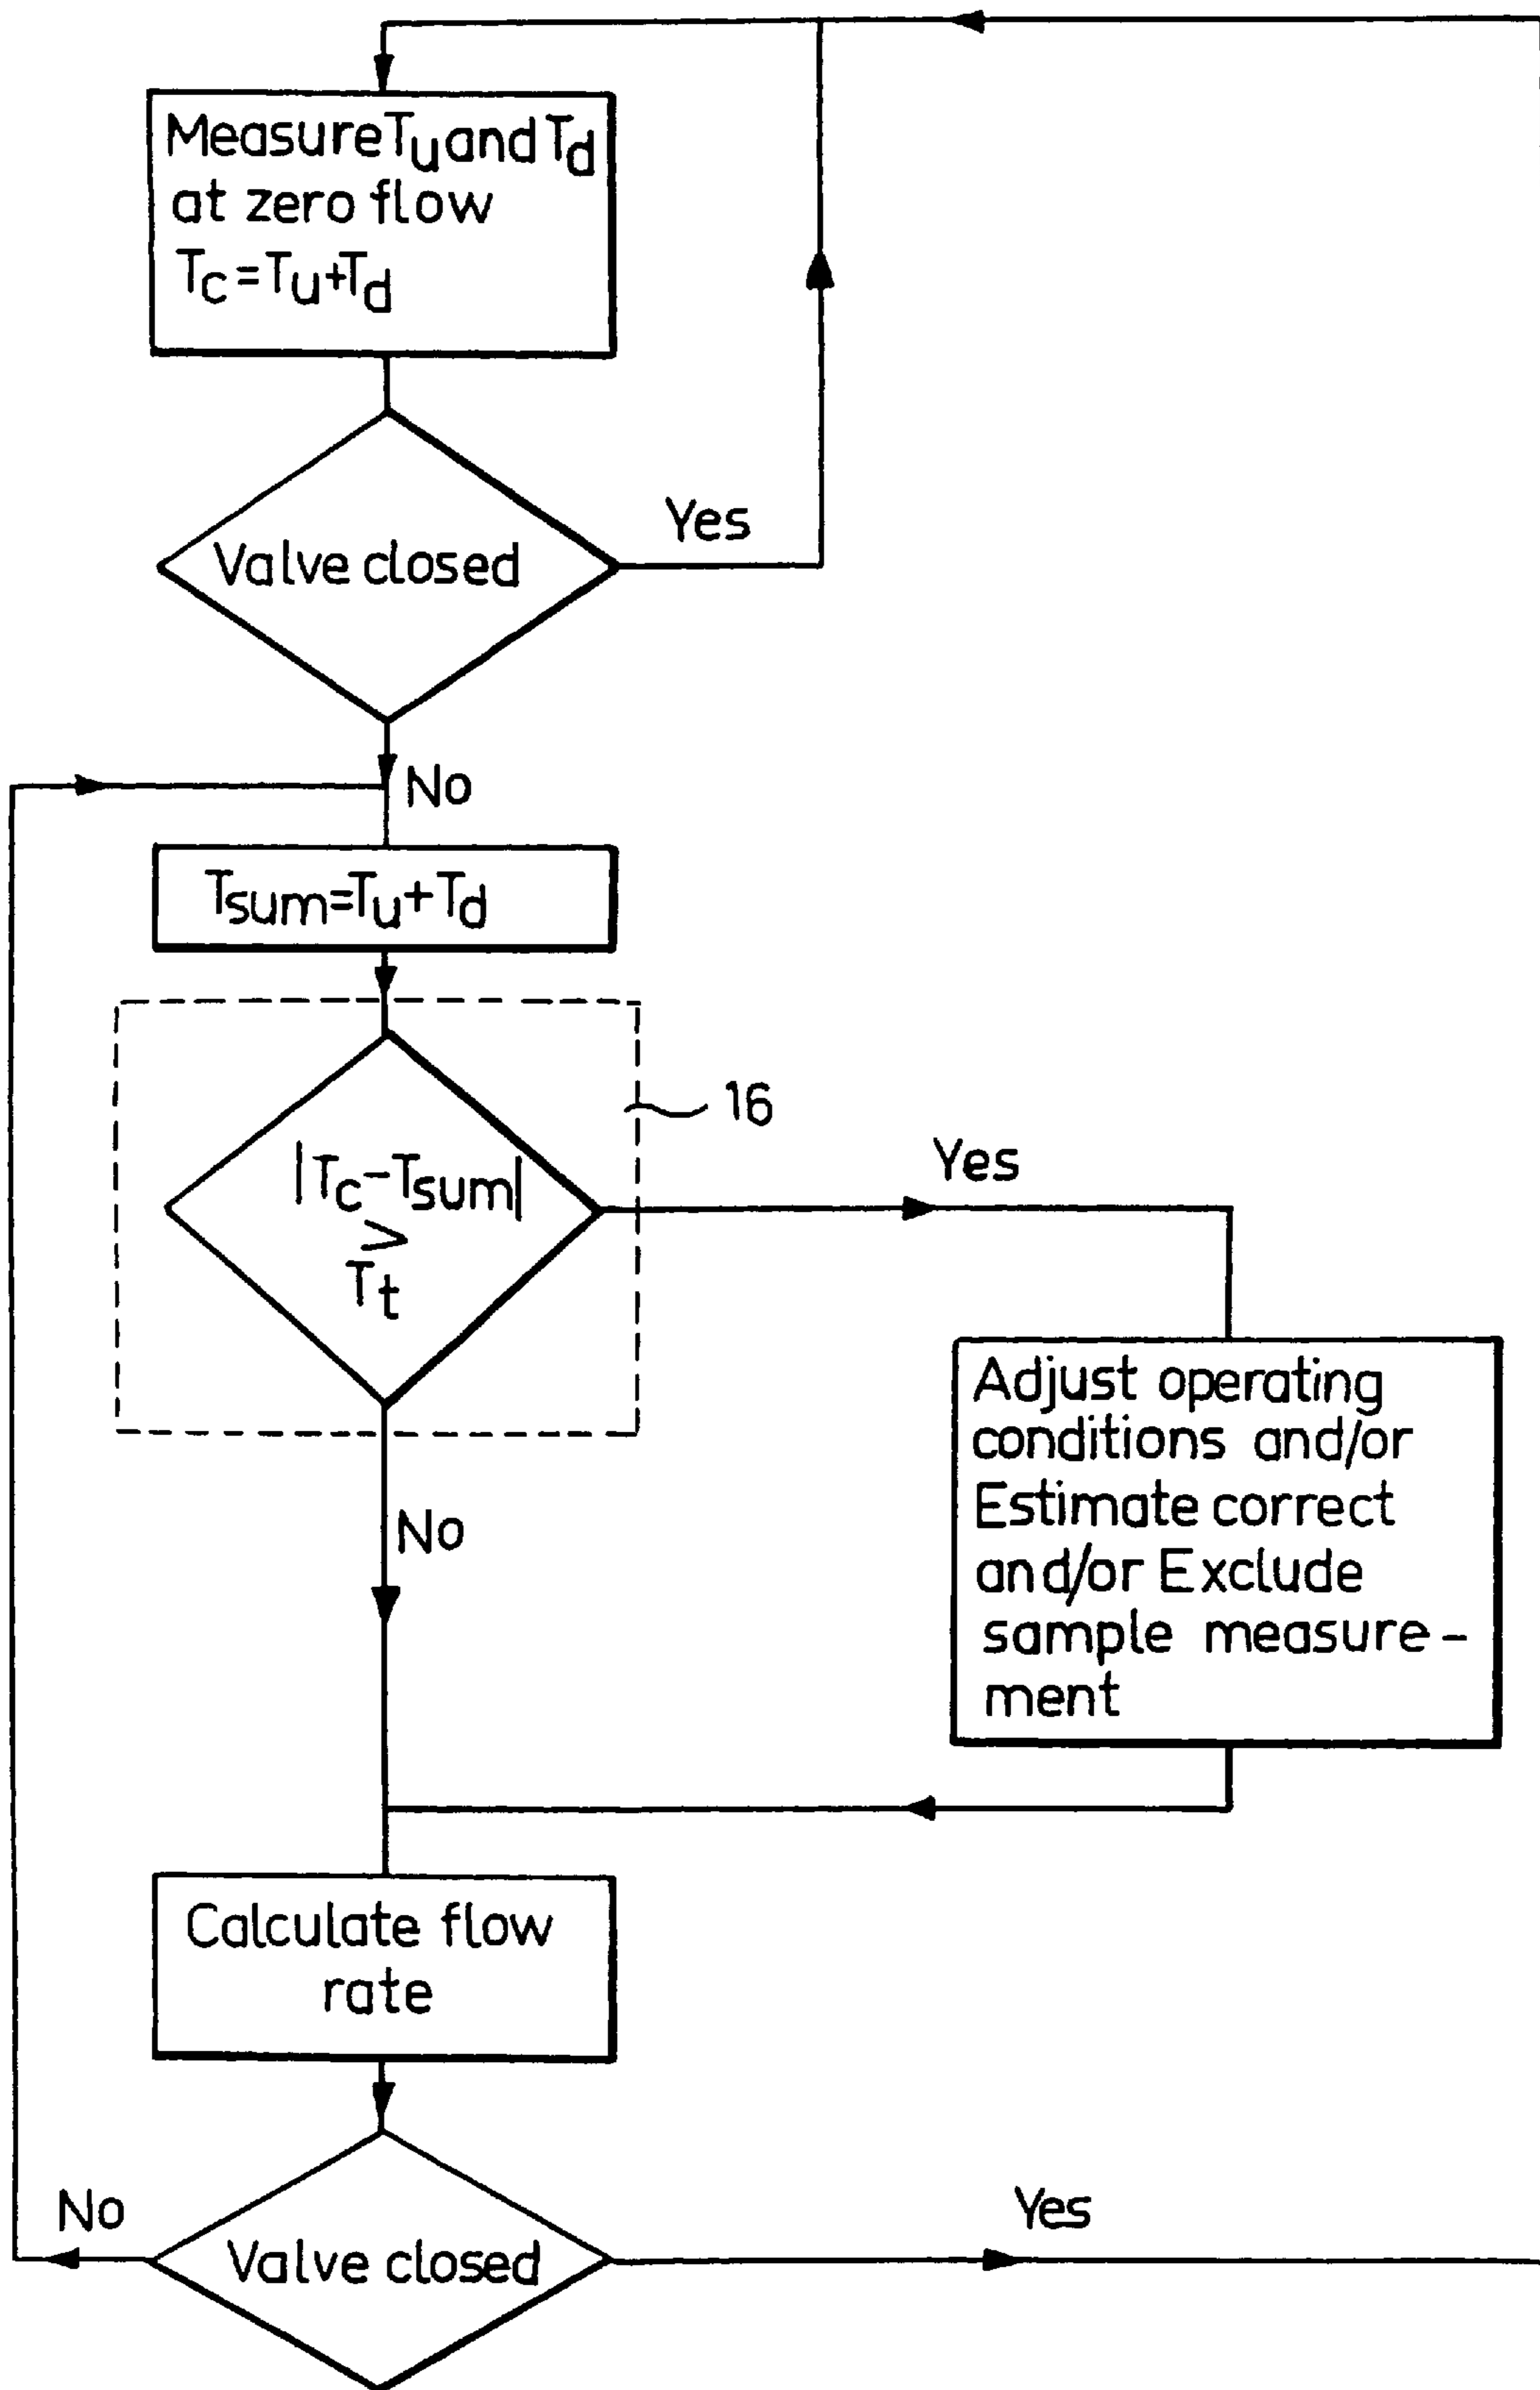 Measure Tu and Td
at zero flow
Tc=Tu+Td
Valve closed
Yes
No
Tsum=Tu+Td
16
|Tc-Tsum|
>
Tt
Yes
No
Adjust operating
conditions and/or
Estimate correct
and/or Exclude
sample measure-
ment
Calculate flow
rate
No
Valve closed
Yes